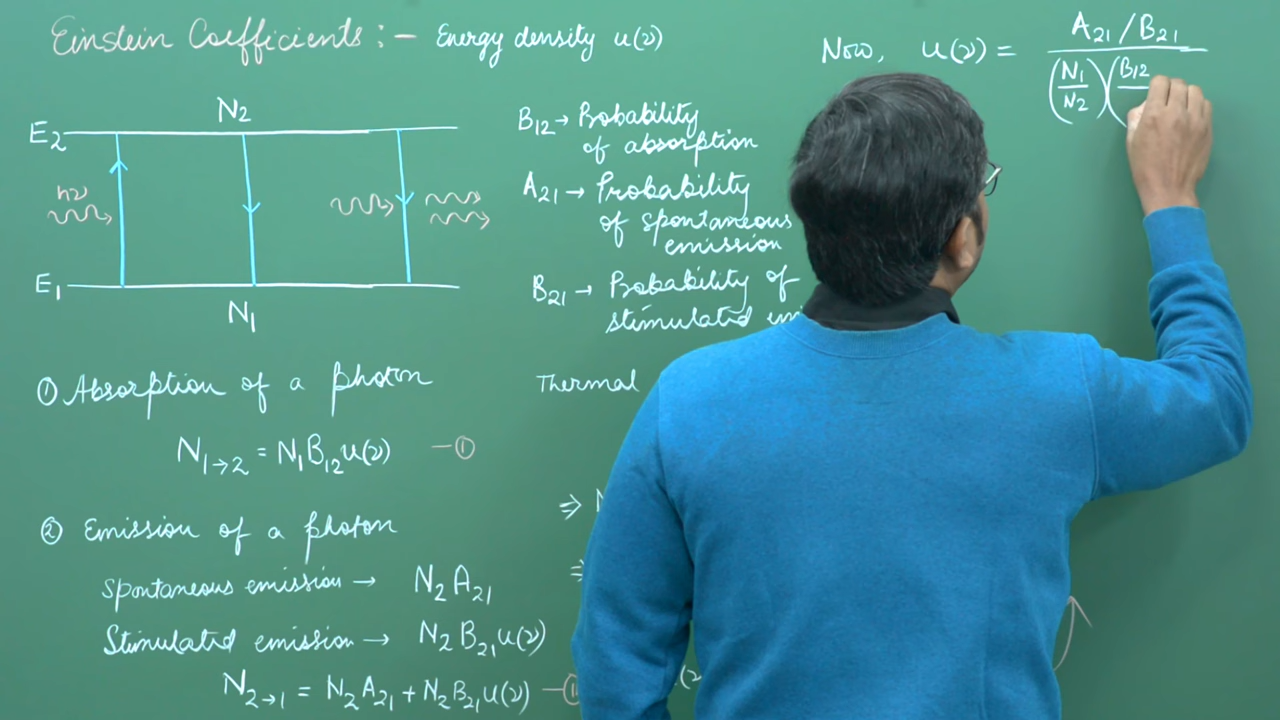 Einstein Coefficients :- Energy density u(ν)
N2
E2
hν
E1
N1
B12 → Probability
of absorption
A21 → Probability
of spontaneous
emission
B21 → Probability of
stimulated
① Absorption of a photon
N1→2 = N1B12u(ν) -①
② Emission of a photon
Spontaneous emission → N2A21
Stimulated emission → N2B21u(ν)
N2→1 = N2A21 + N2B21u(ν)
Thermal
⇒ N
⇒
Now, u(ν) = A21/B21
(N1/N2)(B12